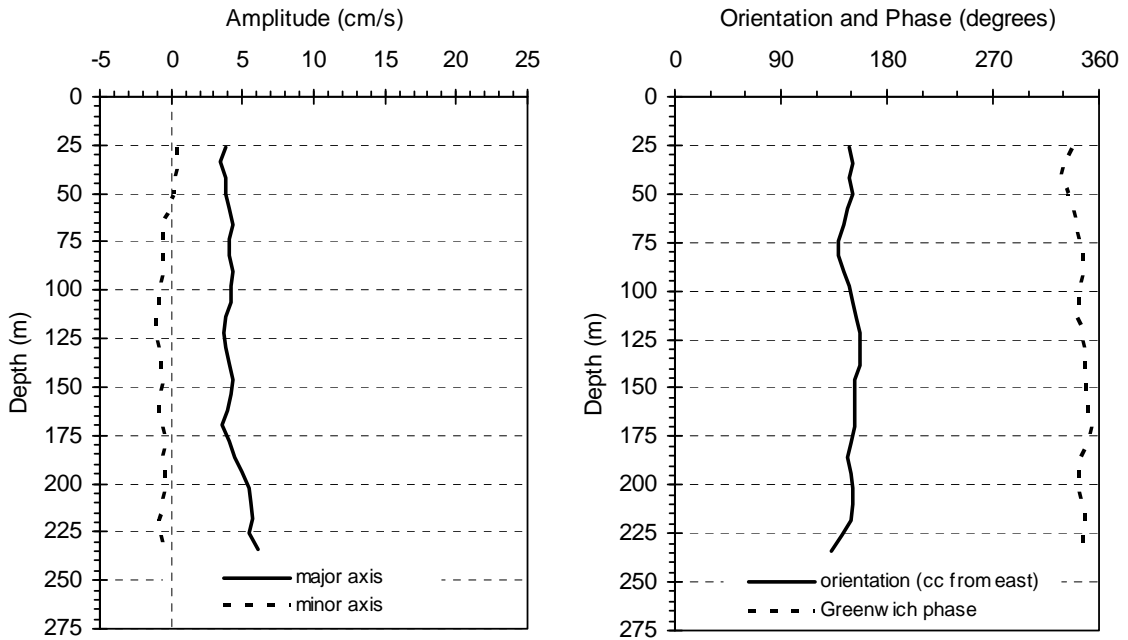 Amplitude (cm/s)
-5 0 5 10 15 20 25
0
25
50
75
100
125
150
175
200
225
250
275
Depth (m)
major axis
minor axis
Orientation and Phase (degrees)
0 90 180 270 360
0
25
50
75
100
125
150
175
200
225
250
275
Depth (m)
orientation (cc from east)
Greenwich phase